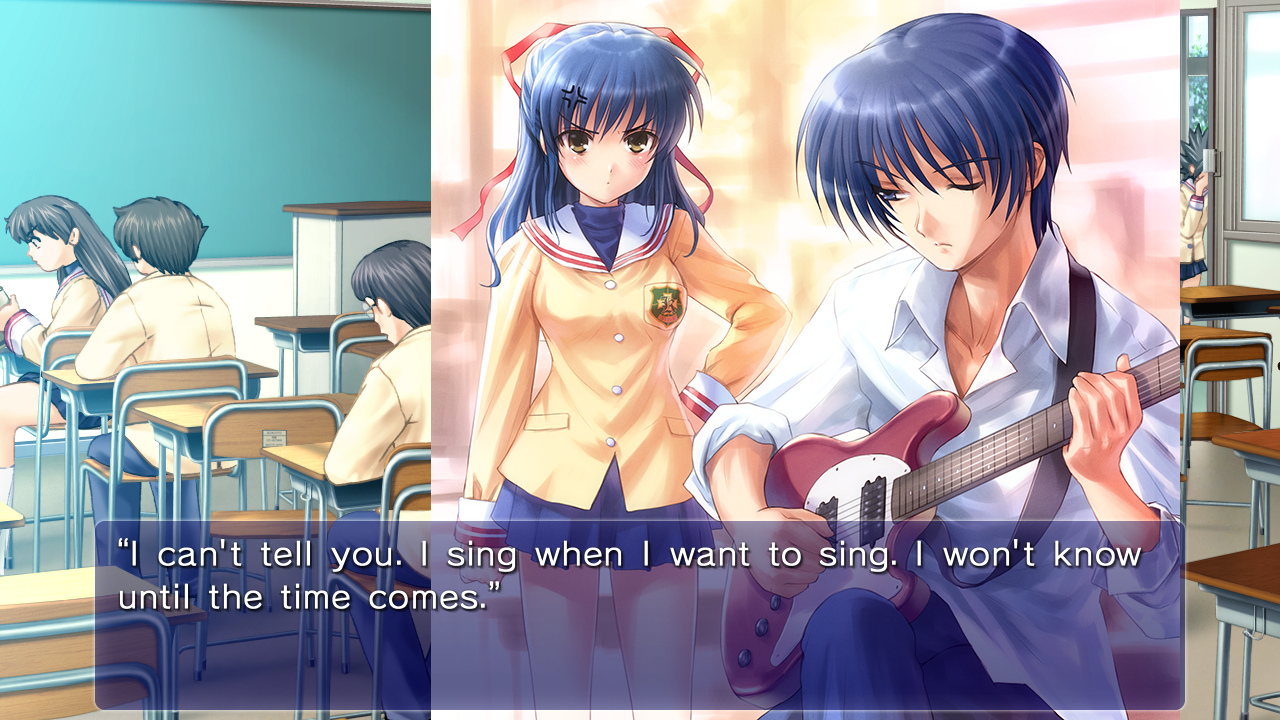 “I can't tell you. I sing when I want to sing. I won't know
until the time comes.”